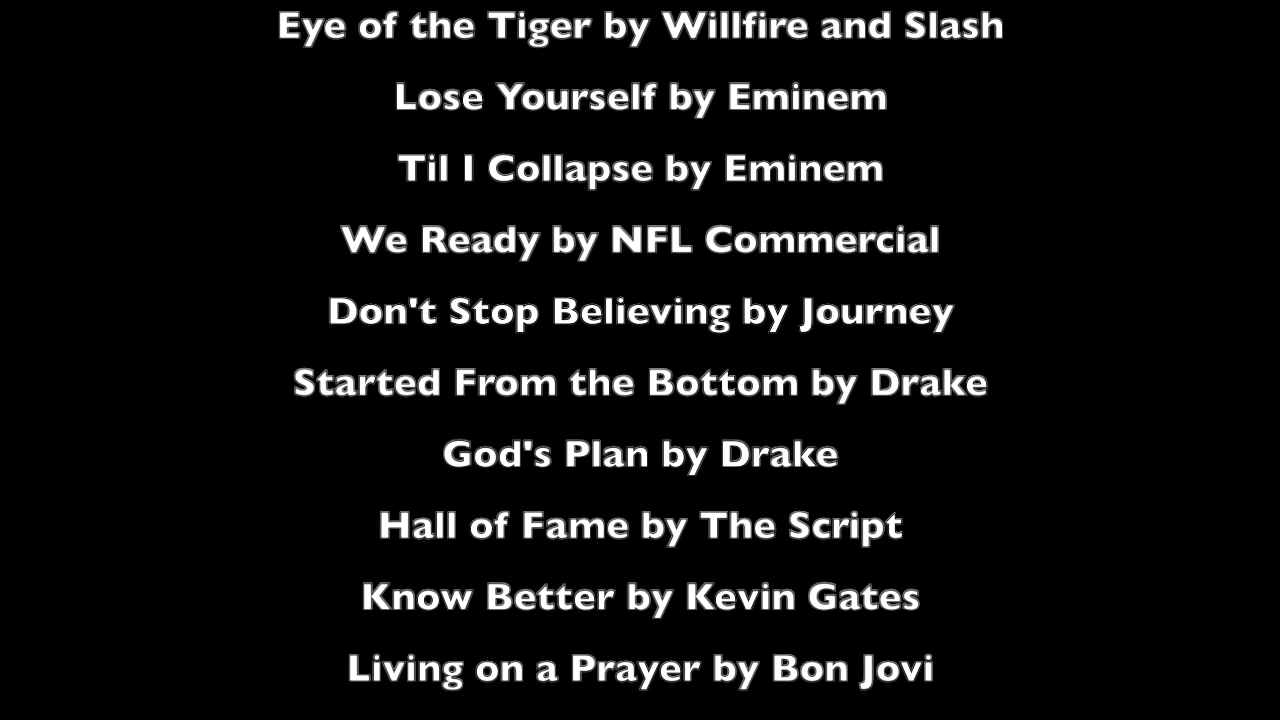 Eye of the Tiger by Willfire and Slash
Lose Yourself by Eminem
Til I Collapse by Eminem
We Ready by NFL Commercial
Don't Stop Believing by Journey
Started From the Bottom by Drake
God's Plan by Drake
Hall of Fame by The Script
Know Better by Kevin Gates
Living on a Prayer by Bon Jovi